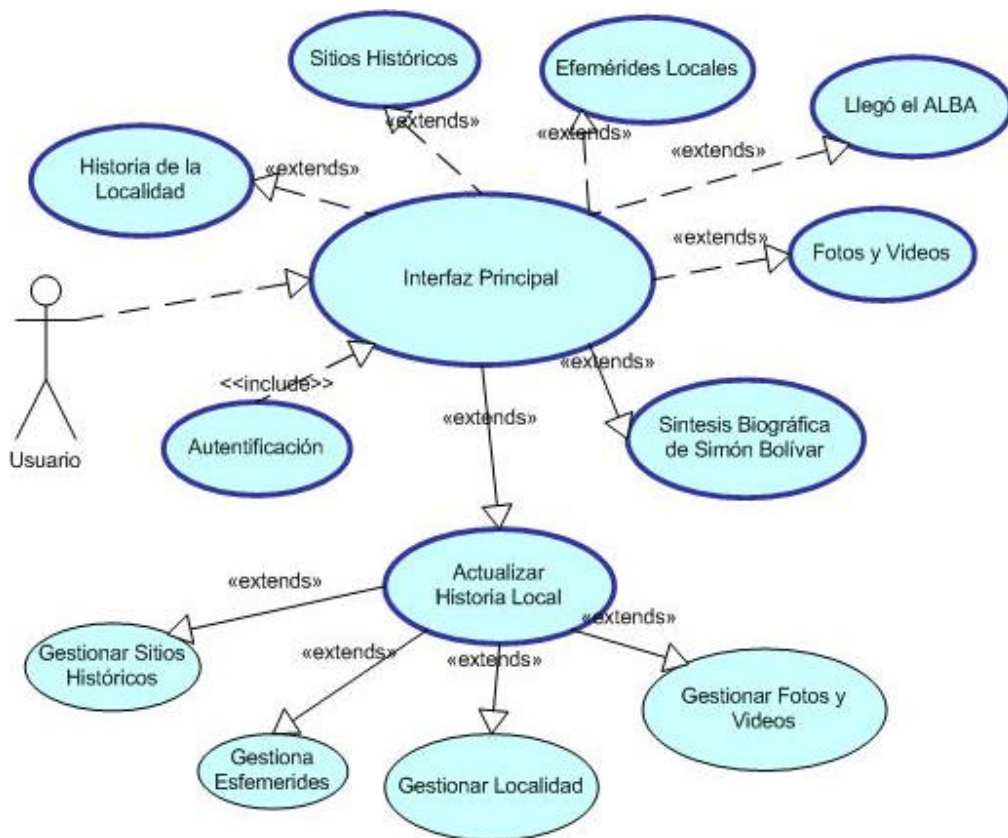 Sitios Históricos
Efemérides Locales
Llegó el ALBA
«extends»
«extends»
«extends»
Historia de la
Localidad
«extends»
«extends»
Fotos y Videos
Interfaz Principal
«extends»
<<include>>
«extends»
Autentificación
Sintesis Biográfica
de Simón Bolívar
Usuario
Actualizar
Historia Local
«extends»
«extends»
«extends»
«extends»
Gestionar Sitios
Históricos
Gestionar Fotos y
Videos
Gestiona
Esfemerides
Gestionar Localidad